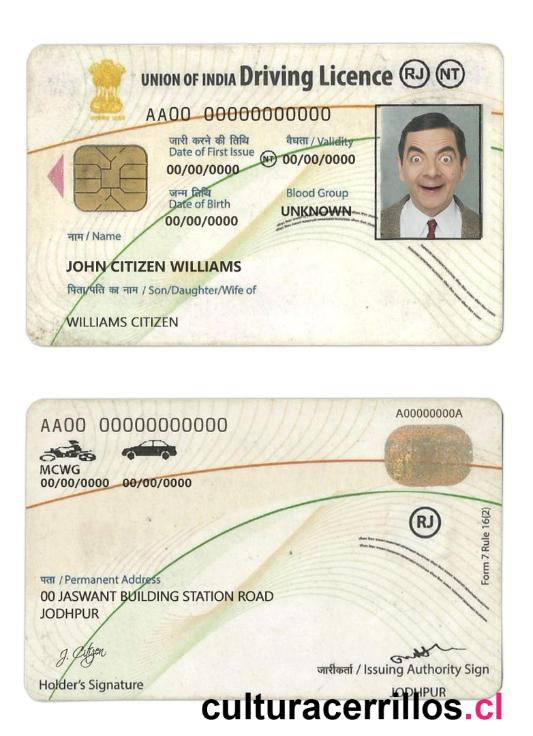 UNION OF INDIA Driving Licence RJ NT
AA00 00000000000
जारी करने की तिथि
Date of First Issue
00/00/0000
वैधता / Validity
NT 00/00/0000
जन्म तिथि
Date of Birth
00/00/0000
Blood Group
UNKNOWN
नाम / Name
JOHN CITIZEN WILLIAMS
पिता/पति का नाम / Son/Daughter/Wife of
WILLIAMS CITIZEN
AA00 00000000000
A00000000A
MCWG
00/00/0000 00/00/0000
RJ
Form 7 Rule 16(2)
पता / Permanent Address
00 JASWANT BUILDING STATION ROAD
JODHPUR
J. Citizen
Holder's Signature
जारीकर्ता / Issuing Authority Sign
JODHPUR
culturacerrillos.cl